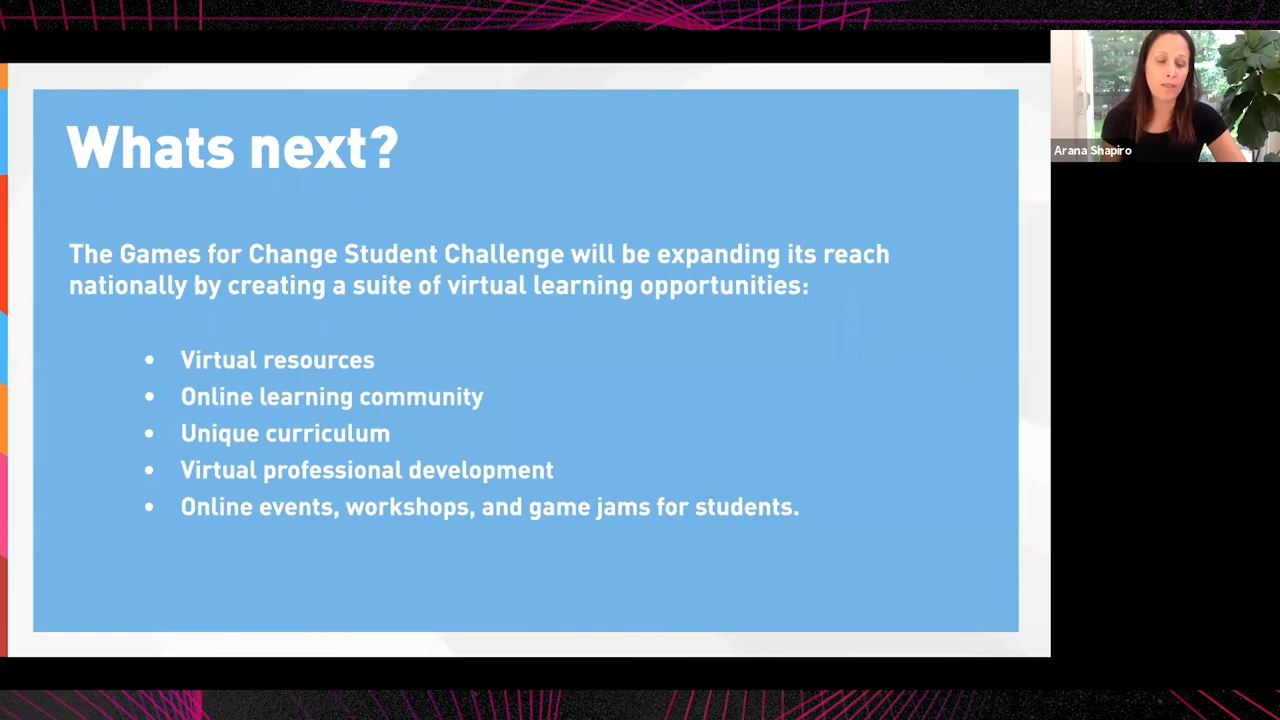 Whats next?
The Games for Change Student Challenge will be expanding its reach
nationally by creating a suite of virtual learning opportunities:
• Virtual resources
• Online learning community
• Unique curriculum
• Virtual professional development
• Online events, workshops, and game jams for students.
Arana Shapiro